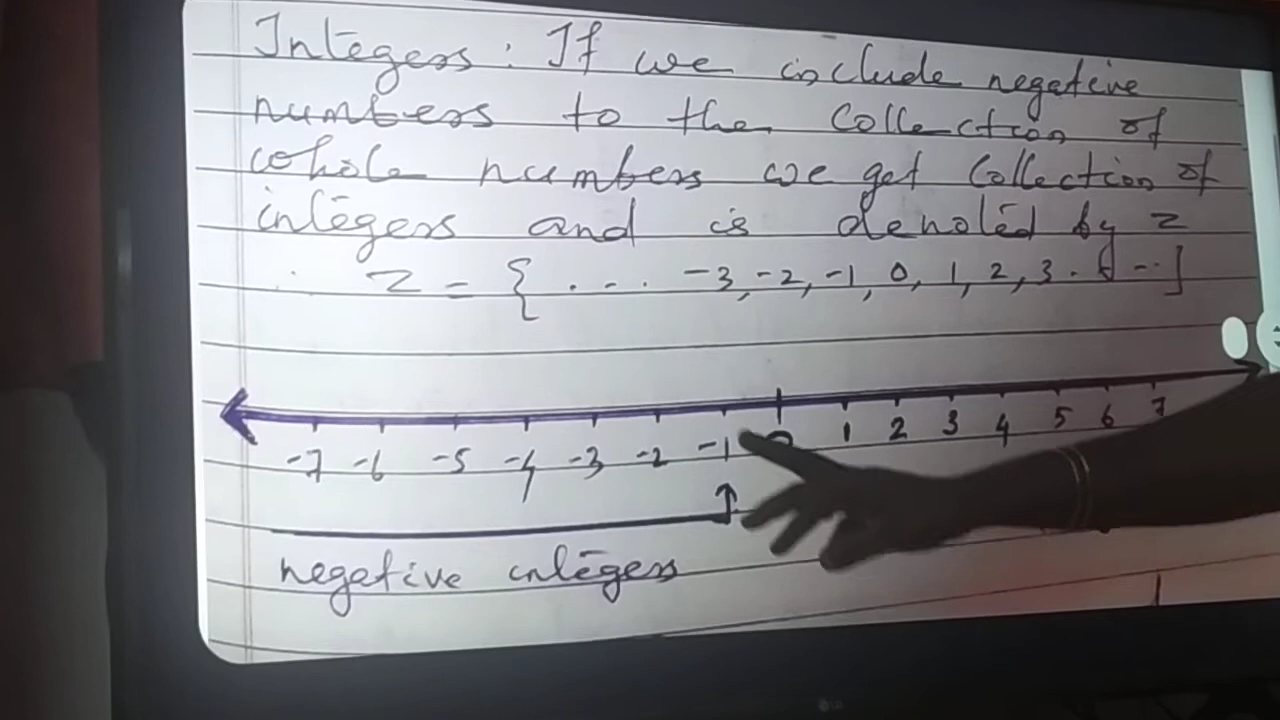 Integers : If we include negative
numbers to the collection of
whole numbers we get collection of
integers and is denoted by Z
∴ Z = { . . . -3, -2, -1, 0, 1, 2, 3 . . . }
-7 -6 -5 -4 -3 -2 -1 0 1 2 3 4 5 6 7
negetive integers